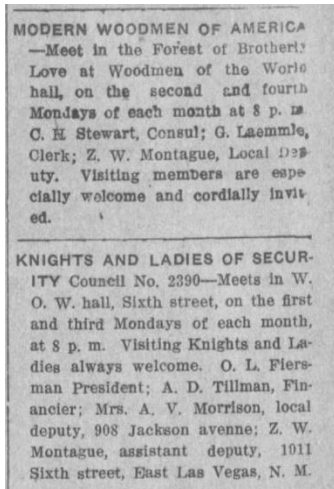 MODERN WOODMEN OF AMERICA
—Meet in the Forest of Brotherly
Love at Woodmen of the World
hall, on the second and fourth
Mondays of each month at 8 p. m
C. H Stewart, Consul; G. Laemmle,
Clerk; Z. W. Montague, Local Dep-
uty. Visiting members are espe
cially welcome and cordially invit
ed.
KNIGHTS AND LADIES OF SECUR-
ITY Council No. 2390—Meets in W.
O. W. hall, Sixth street, on the first
and third Mondays of each month,
at 8 p. m. Visiting Knights and La-
dies always welcome. O. L. Fiers-
man President; A. D. Tillman, Fin-
ancier; Mrs. A. V. Morrison, local
deputy, 908 Jackson avenne; Z. W.
Montague, assistant deputy, 1011
Sixth street, East Las Vegas, N. M.